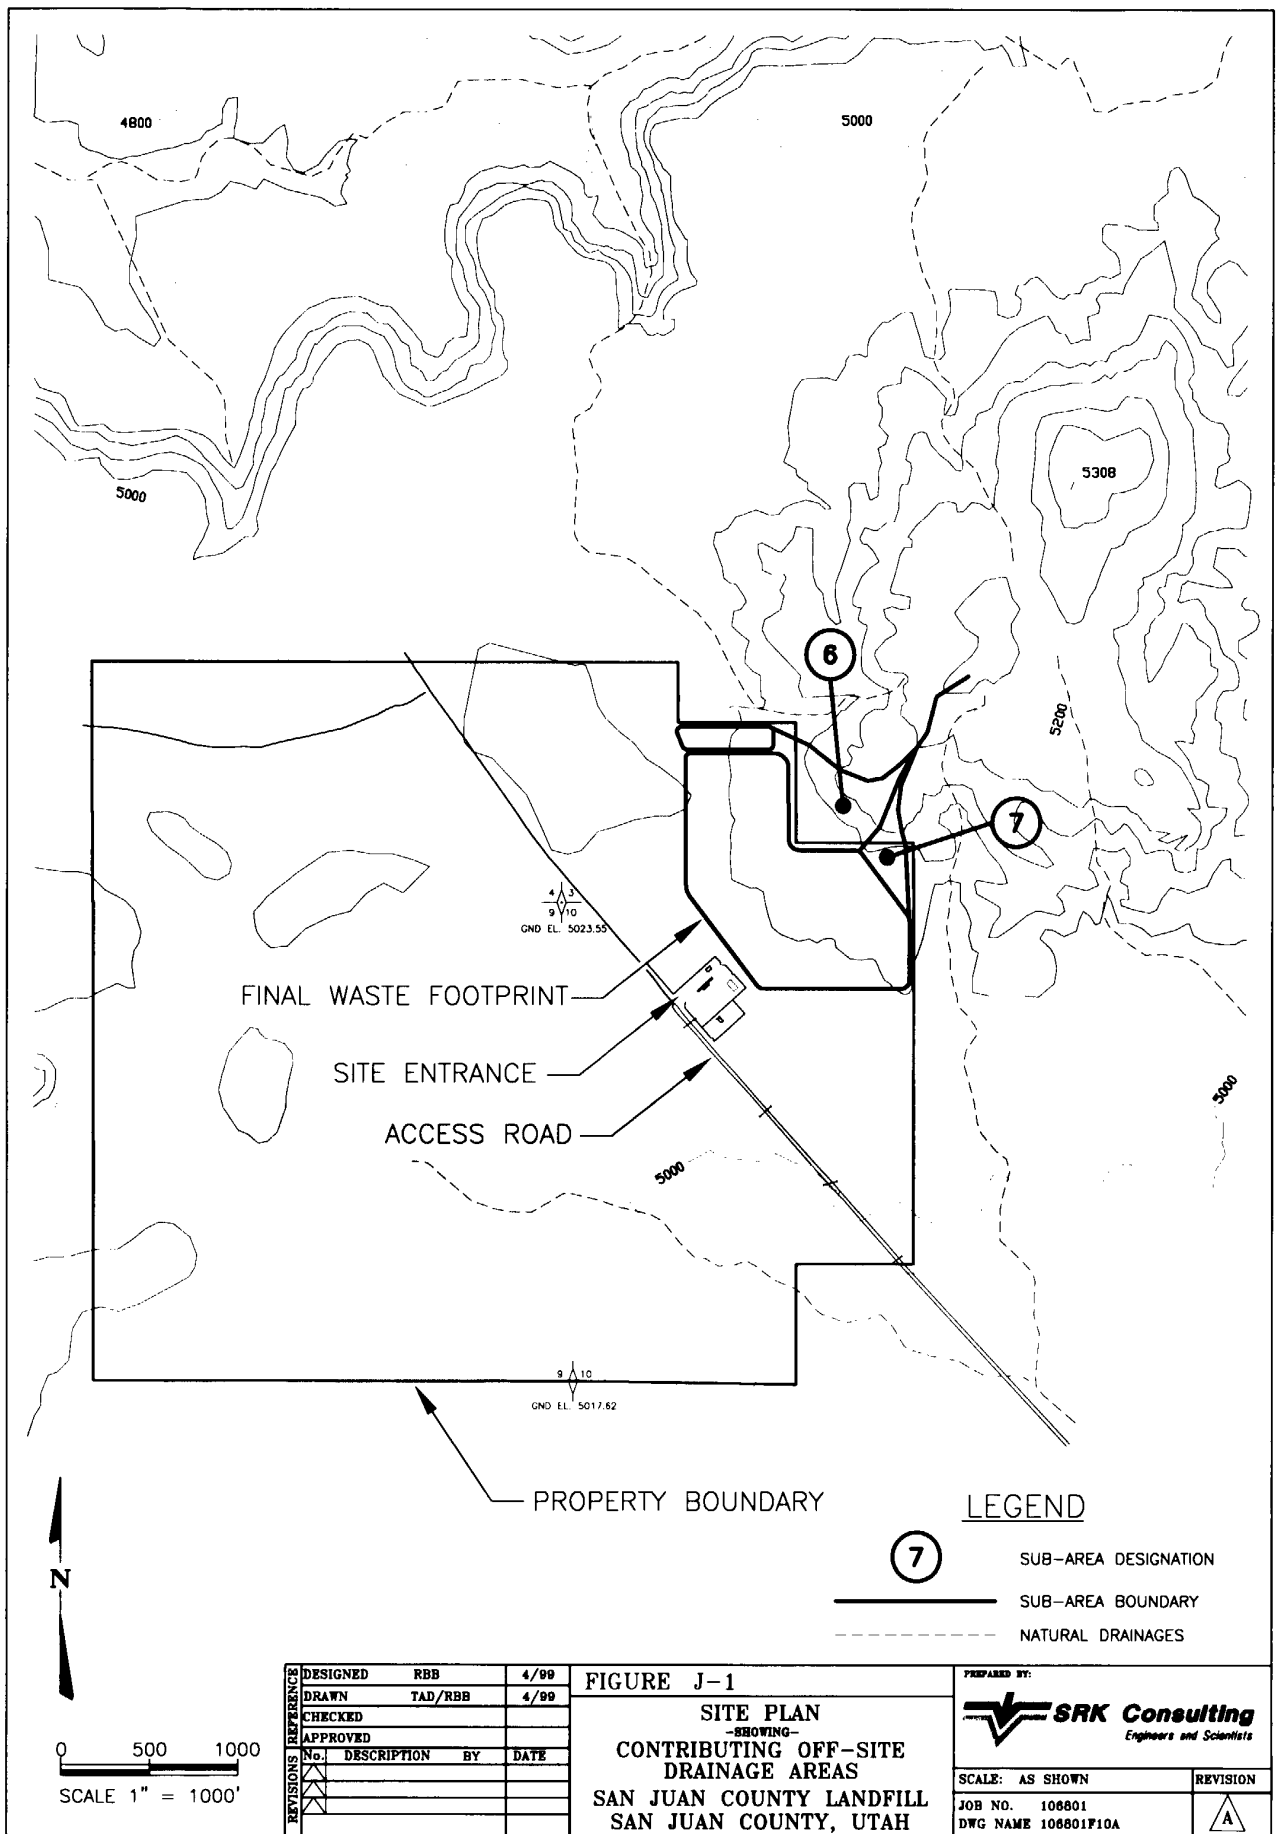 4800
5000
5308
5000
6
5200
7
4 3
9 10
GND EL. 5023.55
FINAL WASTE FOOTPRINT
SITE ENTRANCE
ACCESS ROAD
5000
5000
9 10
GND EL. 5017.62
PROPERTY BOUNDARY
LEGEND
7 SUB-AREA DESIGNATION
SUB-AREA BOUNDARY
NATURAL DRAINAGES
N
0 500 1000
SCALE 1" = 1000'
REFERENCE
DESIGNED RBB 4/99
DRAWN TAD/RBB 4/99
CHECKED
APPROVED
REVISIONS
No. DESCRIPTION BY DATE
FIGURE J-1
SITE PLAN
-SHOWING-
CONTRIBUTING OFF-SITE
DRAINAGE AREAS
SAN JUAN COUNTY LANDFILL
SAN JUAN COUNTY, UTAH
PREPARED BY:
SRK Consulting
Engineers and Scientists
SCALE: AS SHOWN
REVISION
JOB NO. 106801
DWG NAME 106801F10A
A